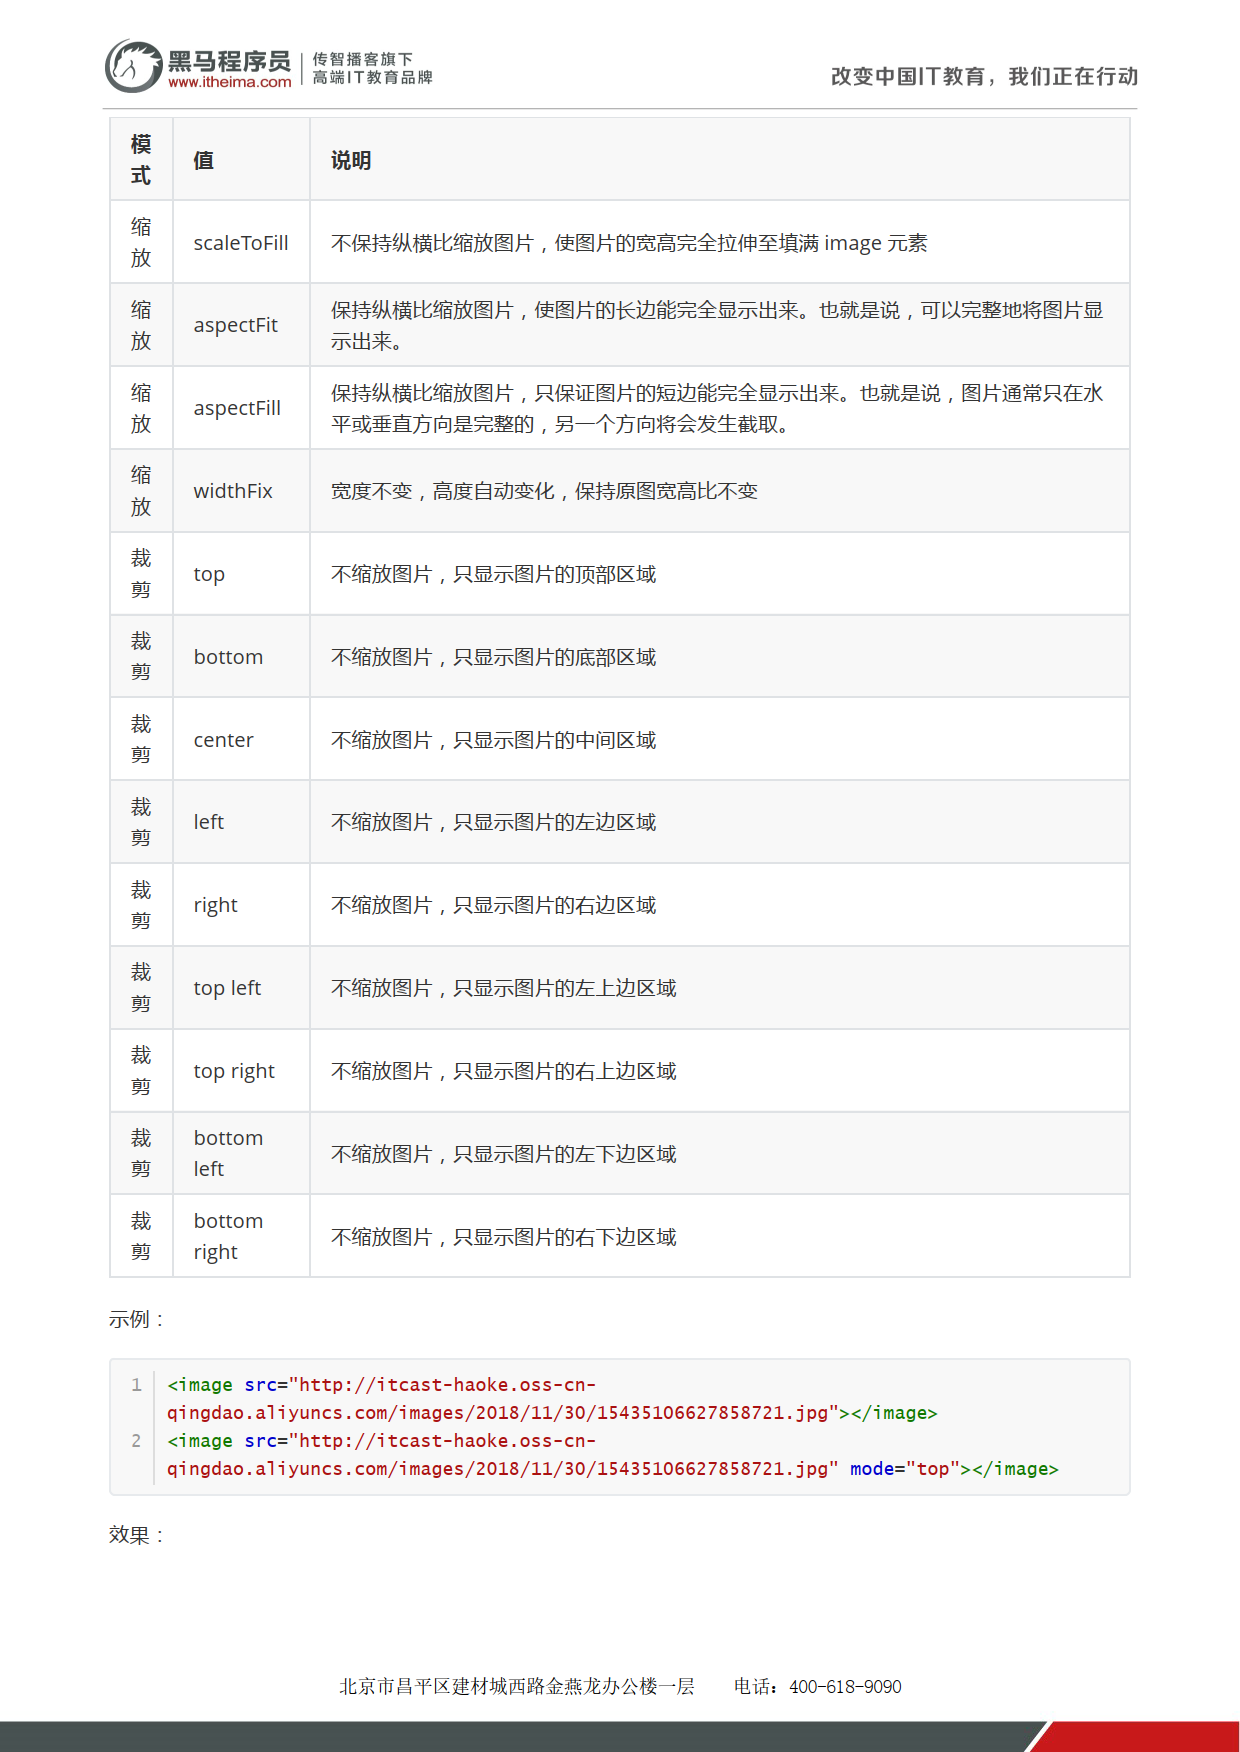 黑马程序员
www.itheima.com
传智播客旗下
高端IT教育品牌
改变中国IT教育，我们正在行动
模式 值 说明
缩放 scaleToFill 不保持纵横比缩放图片，使图片的宽高完全拉伸至填满 image 元素
缩放 aspectFit 保持纵横比缩放图片，使图片的长边能完全显示出来。也就是说，可以完整地将图片显
示出来。
缩放 aspectFill 保持纵横比缩放图片，只保证图片的短边能完全显示出来。也就是说，图片通常只在水
平或垂直方向是完整的，另一个方向将会发生截取。
缩放 widthFix 宽度不变，高度自动变化，保持原图宽高比不变
裁剪 top 不缩放图片，只显示图片的顶部区域
裁剪 bottom 不缩放图片，只显示图片的底部区域
裁剪 center 不缩放图片，只显示图片的中间区域
裁剪 left 不缩放图片，只显示图片的左边区域
裁剪 right 不缩放图片，只显示图片的右边区域
裁剪 top left 不缩放图片，只显示图片的左上边区域
裁剪 top right 不缩放图片，只显示图片的右上边区域
裁剪 bottom left 不缩放图片，只显示图片的左下边区域
裁剪 bottom right 不缩放图片，只显示图片的右下边区域
示例：
1 <image src="http://itcast-haoke.oss-cn-
qingdao.aliyuncs.com/images/2018/11/30/15435106627858721.jpg"></image>
2 <image src="http://itcast-haoke.oss-cn-
qingdao.aliyuncs.com/images/2018/11/30/15435106627858721.jpg" mode="top"></image>
效果：
北京市昌平区建材城西路金燕龙办公楼一层 电话：400-618-9090